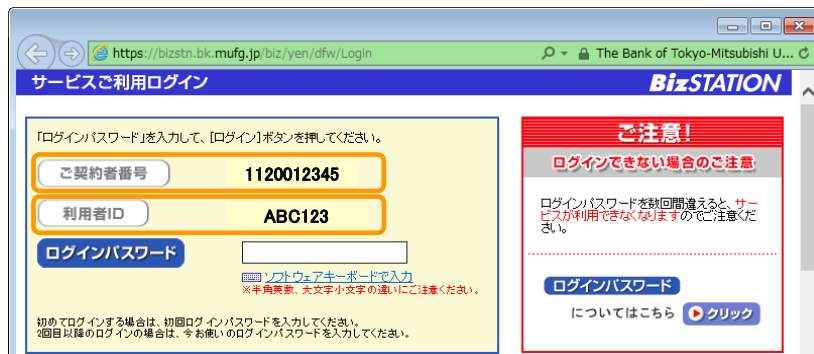 https://bizstn.bk.mufg.jp/biz/yen/dfw/Login
The Bank of Tokyo-Mitsubishi U...
サービスご利用ログイン
BizSTATION
「ログインパスワード」を入力して、[ログイン]ボタンを押してください。
ご契約者番号
1120012345
利用者ID
ABC123
ログインパスワード
ソフトウェアキーボードで入力
※半角英数、大文字小文字の違いにご注意ください。
初めてログインする場合は、初回ログインパスワードを入力してください。
2回目以降のログインの場合は、今お使いのログインパスワードを入力してください。
ご注意!
ログインできない場合のご注意
ログインパスワードを数回間違えると、サー
ビスが利用できなくなりますのでご注意くだ
さい。
ログインパスワード
についてはこちら
クリック